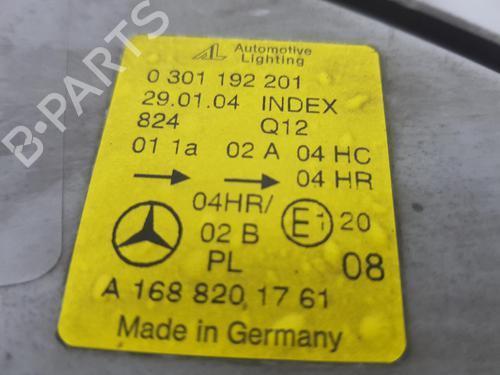 AL Automotive
Lighting
0 301 192 201
29.01.04 INDEX
824 Q12
01 1a 02 A 04 HC
04 HR
04HR/ E1 20
02 B
PL 08
A 168 820 17 61
Made in Germany
B-PARTS